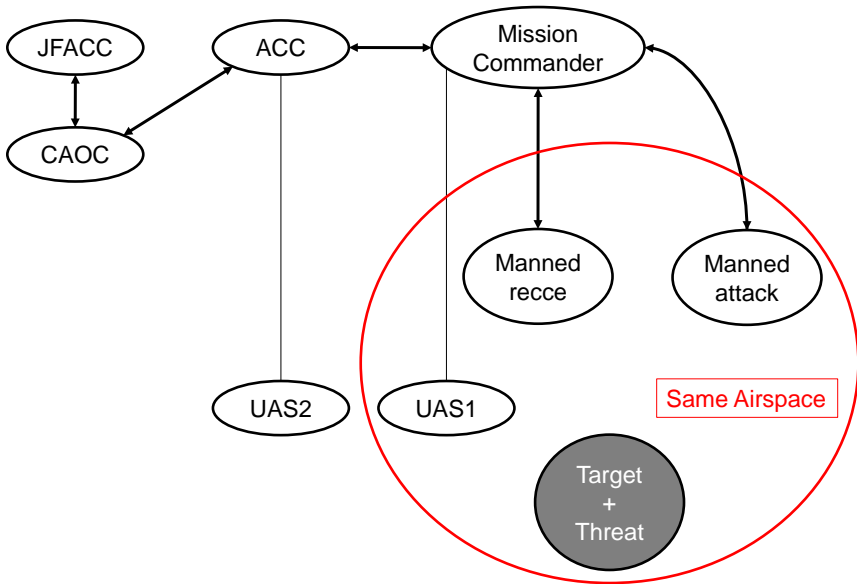 JFACC
ACC
Mission
Commander
CAOC
Manned
recce
Manned
attack
UAS2
UAS1
Same Airspace
Target
+
Threat